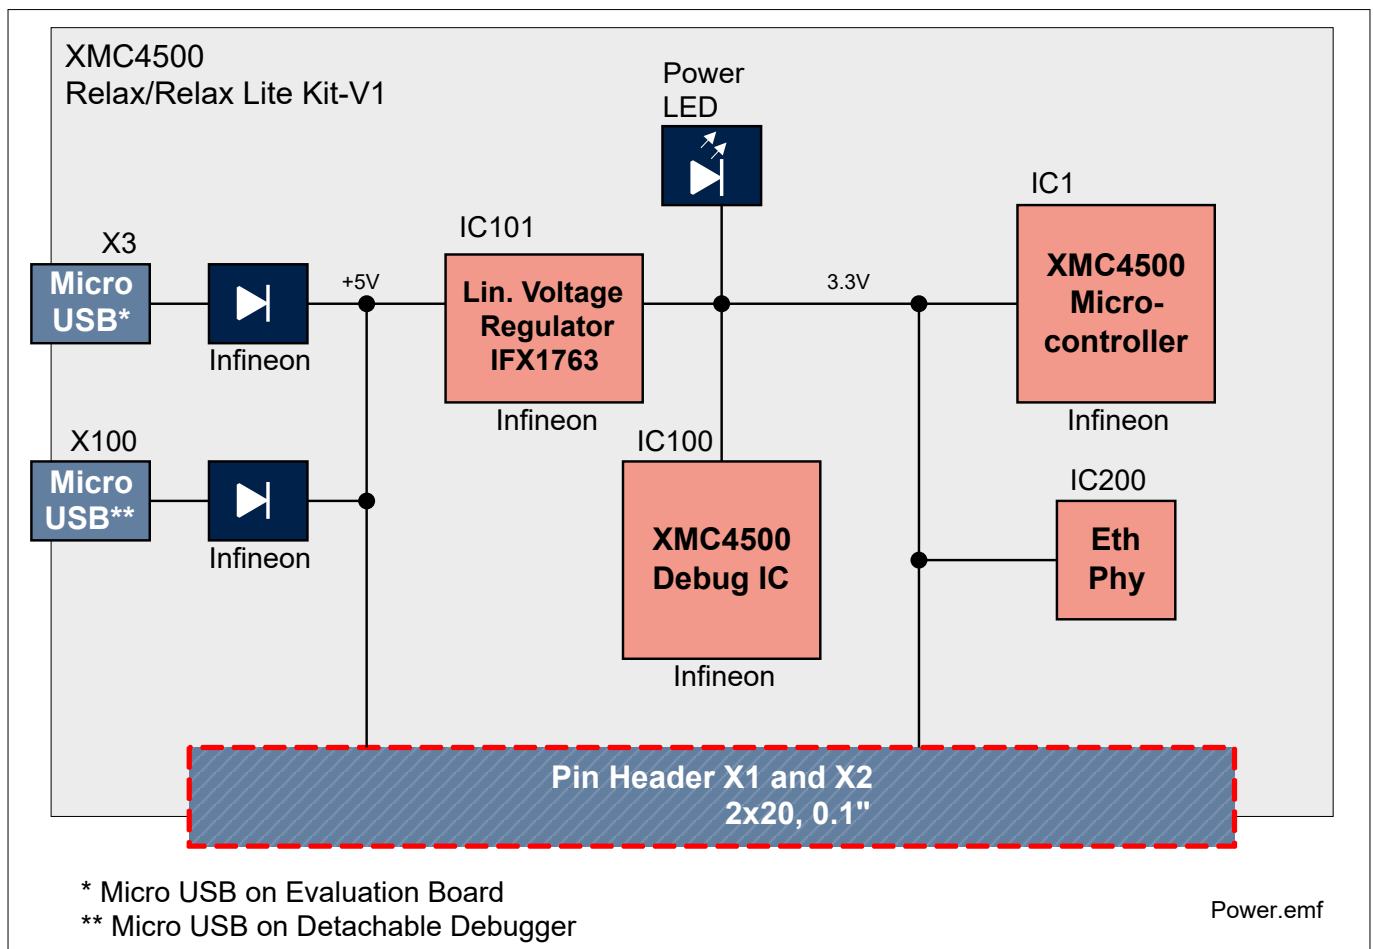 XMC4500
Relax/Relax Lite Kit-V1
Power
LED
IC1
X3
IC101
Micro
USB*
+5V
Lin. Voltage
Regulator
IFX1763
3.3V
XMC4500
Micro-
controller
Infineon
Infineon
Infineon
X100
IC100
Micro
USB**
IC200
Infineon
XMC4500
Debug IC
Eth
Phy
Infineon
Pin Header X1 and X2
2x20, 0.1"
* Micro USB on Evaluation Board
** Micro USB on Detachable Debugger
Power.emf